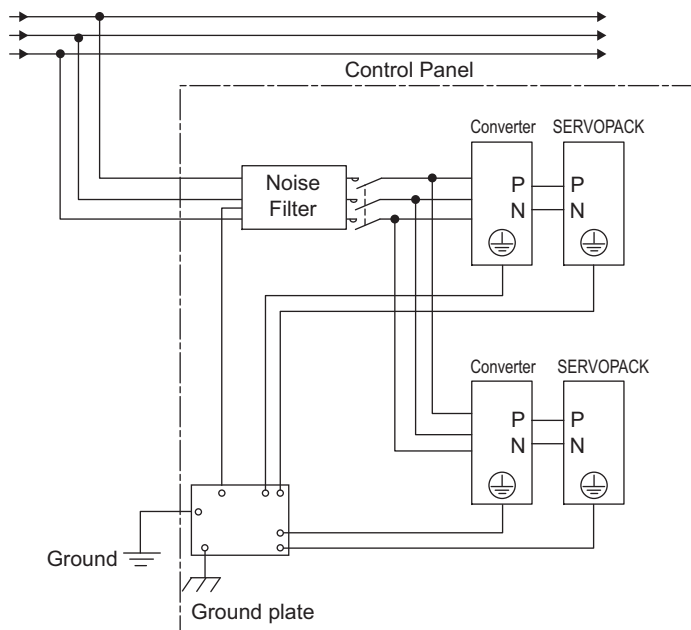 Control Panel
Converter SERVOPACK
Noise
Filter
P P
N N
Converter SERVOPACK
P P
N N
Ground
Ground plate